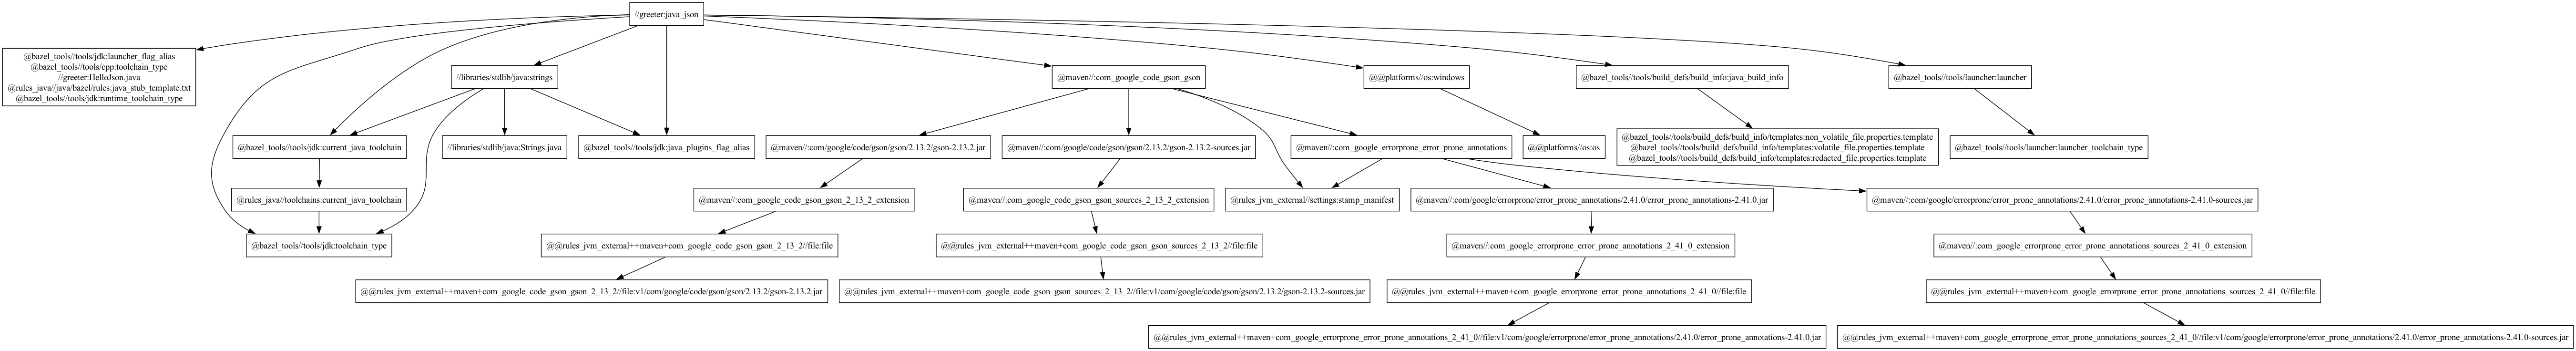 //greeter:java_json
@bazel_tools//tools/jdk:launcher_flag_alias
@bazel_tools//tools/cpp:toolchain_type
//greeter:HelloJson.java
@rules_java//java/bazel/rules:java_stub_template.txt
@bazel_tools//tools/jdk:runtime_toolchain_type
//libraries/stdlib/java:strings
@maven//:com_google_code_gson_gson
@@platforms//os:windows
@bazel_tools//tools/build_defs/build_info:java_build_info
@bazel_tools//tools/launcher:launcher
@bazel_tools//tools/jdk:current_java_toolchain
//libraries/stdlib/java:Strings.java
@bazel_tools//tools/jdk:java_plugins_flag_alias
@maven//:com/google/code/gson/gson/2.13.2/gson-2.13.2.jar
@maven//:com/google/code/gson/gson/2.13.2/gson-2.13.2-sources.jar
@maven//:com_google_errorprone_error_prone_annotations
@@platforms//os:os
@bazel_tools//tools/build_defs/build_info/templates:non_volatile_file.properties.template
@bazel_tools//tools/build_defs/build_info/templates:volatile_file.properties.template
@bazel_tools//tools/build_defs/build_info/templates:redacted_file.properties.template
@bazel_tools//tools/launcher:launcher_toolchain_type
@rules_java//toolchains:current_java_toolchain
@maven//:com_google_code_gson_gson_2_13_2_extension
@maven//:com_google_code_gson_gson_sources_2_13_2_extension
@rules_jvm_external//settings:stamp_manifest
@maven//:com/google/errorprone/error_prone_annotations/2.41.0/error_prone_annotations-2.41.0.jar
@maven//:com/google/errorprone/error_prone_annotations/2.41.0/error_prone_annotations-2.41.0-sources.jar
@bazel_tools//tools/jdk:toolchain_type
@@rules_jvm_external++maven+com_google_code_gson_gson_2_13_2//file:file
@@rules_jvm_external++maven+com_google_code_gson_gson_sources_2_13_2//file:file
@maven//:com_google_errorprone_error_prone_annotations_2_41_0_extension
@maven//:com_google_errorprone_error_prone_annotations_sources_2_41_0_extension
@@rules_jvm_external++maven+com_google_code_gson_gson_2_13_2//file:v1/com/google/code/gson/gson/2.13.2/gson-2.13.2.jar
@@rules_jvm_external++maven+com_google_code_gson_gson_sources_2_13_2//file:v1/com/google/code/gson/gson/2.13.2/gson-2.13.2-sources.jar
@@rules_jvm_external++maven+com_google_errorprone_error_prone_annotations_2_41_0//file:file
@@rules_jvm_external++maven+com_google_errorprone_error_prone_annotations_sources_2_41_0//file:file
@@rules_jvm_external++maven+com_google_errorprone_error_prone_annotations_2_41_0//file:v1/com/google/errorprone/error_prone_annotations/2.41.0/error_prone_annotations-2.41.0.jar
@@rules_jvm_external++maven+com_google_errorprone_error_prone_annotations_sources_2_41_0//file:v1/com/google/errorprone/error_prone_annotations/2.41.0/error_prone_annotations-2.41.0-sources.jar